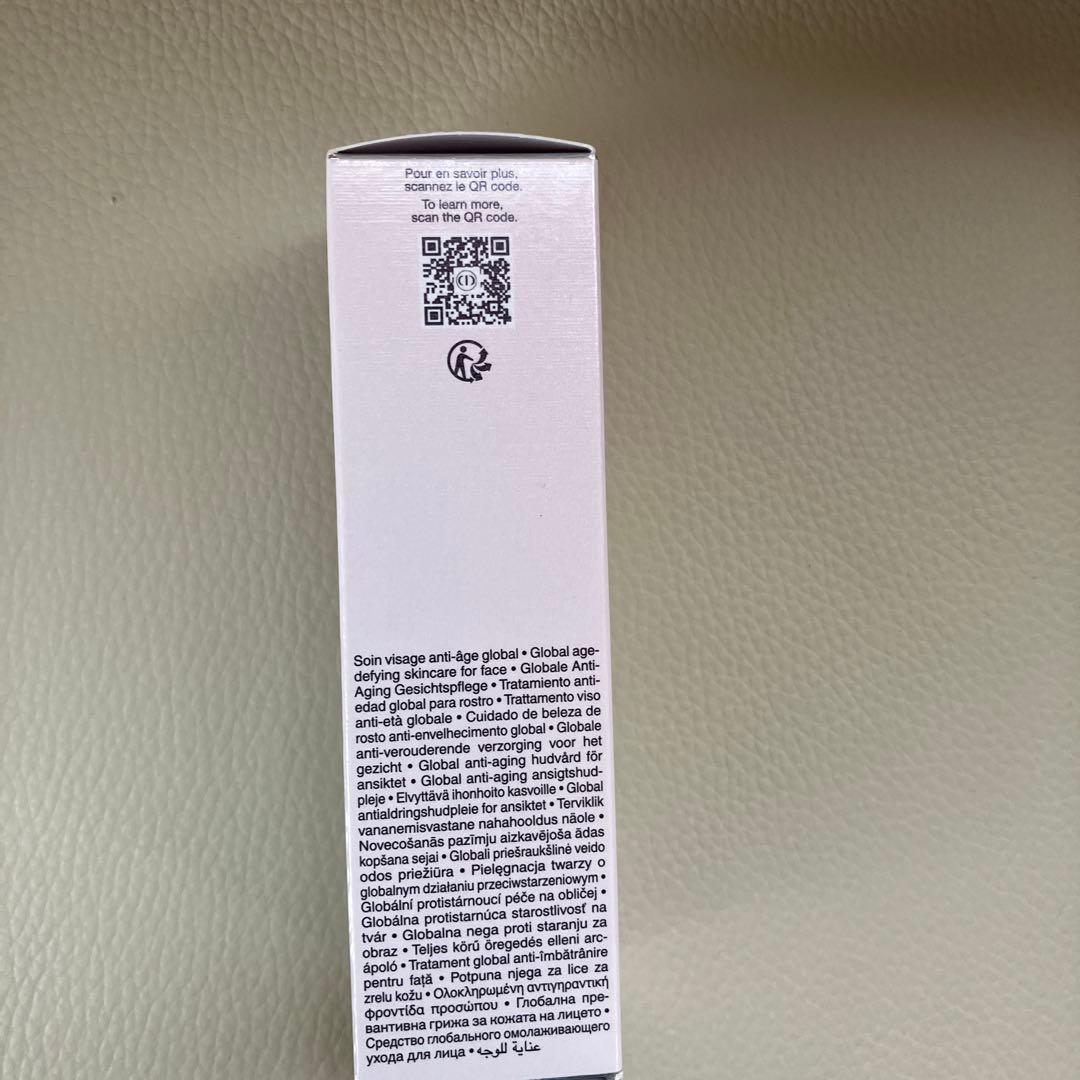 Pour en savoir plus,
scannez le QR code.
To learn more,
scan the QR code.
Soin visage anti-âge global • Global age-
defying skincare for face • Globale Anti-
Aging Gesichtspflege • Tratamiento anti-
edad global para rostro • Trattamento viso
anti-età globale • Cuidado de beleza de
rosto anti-envelhecimento global • Globale
anti-verouderende verzorging voor het
gezicht • Global anti-aging hudvård för
ansiktet • Global anti-aging ansigtshud-
pleje • Elvyttävä ihonhoito kasvoille • Global
antialdringshudpleie for ansiktet • Terviklik
vananemisvastane nahahooldus näole •
Novecošanās pazīmju aizkavējoša ādas
kopšana sejai • Globali priešraukšlinė veido
odos priežiūra • Pielęgnacja twarzy o
globalnym działaniu przeciwstarzeniowym •
Globální protistárnoucí péče na obličej •
Globálna protistarnúca starostlivosť na
tvár • Globalna nega proti staranju za
obraz • Teljes körű öregedés elleni arc-
ápoló • Tratament global anti-îmbătrânire
pentru față • Potpuna njega za lice za
zrelu kožu • Ολοκληρωμένη αντιγηραντική
φροντίδα προσώπου • Глобална пре-
вантивна грижа за кожата на лицето •
Средство глобального омолаживающего
ухода для лица • عناية للوجه